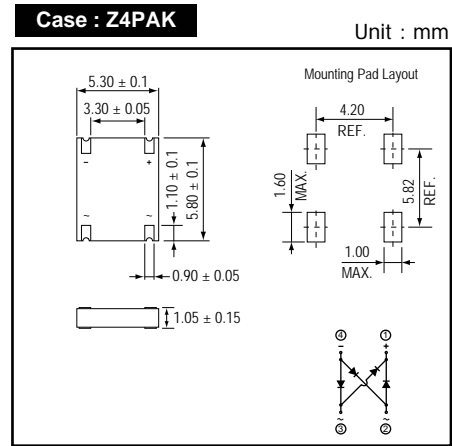 Case : Z4PAK
Unit : mm
5.30 ± 0.1
3.30 ± 0.05
- +
~ ~
1.10 ± 0.1
5.80 ± 0.1
0.90 ± 0.05
1.05 ± 0.15
Mounting Pad Layout
4.20
REF.
1.60
MAX.
5.82
REF.
1.00
MAX.
④ ①
- +
~ ~
③ ②